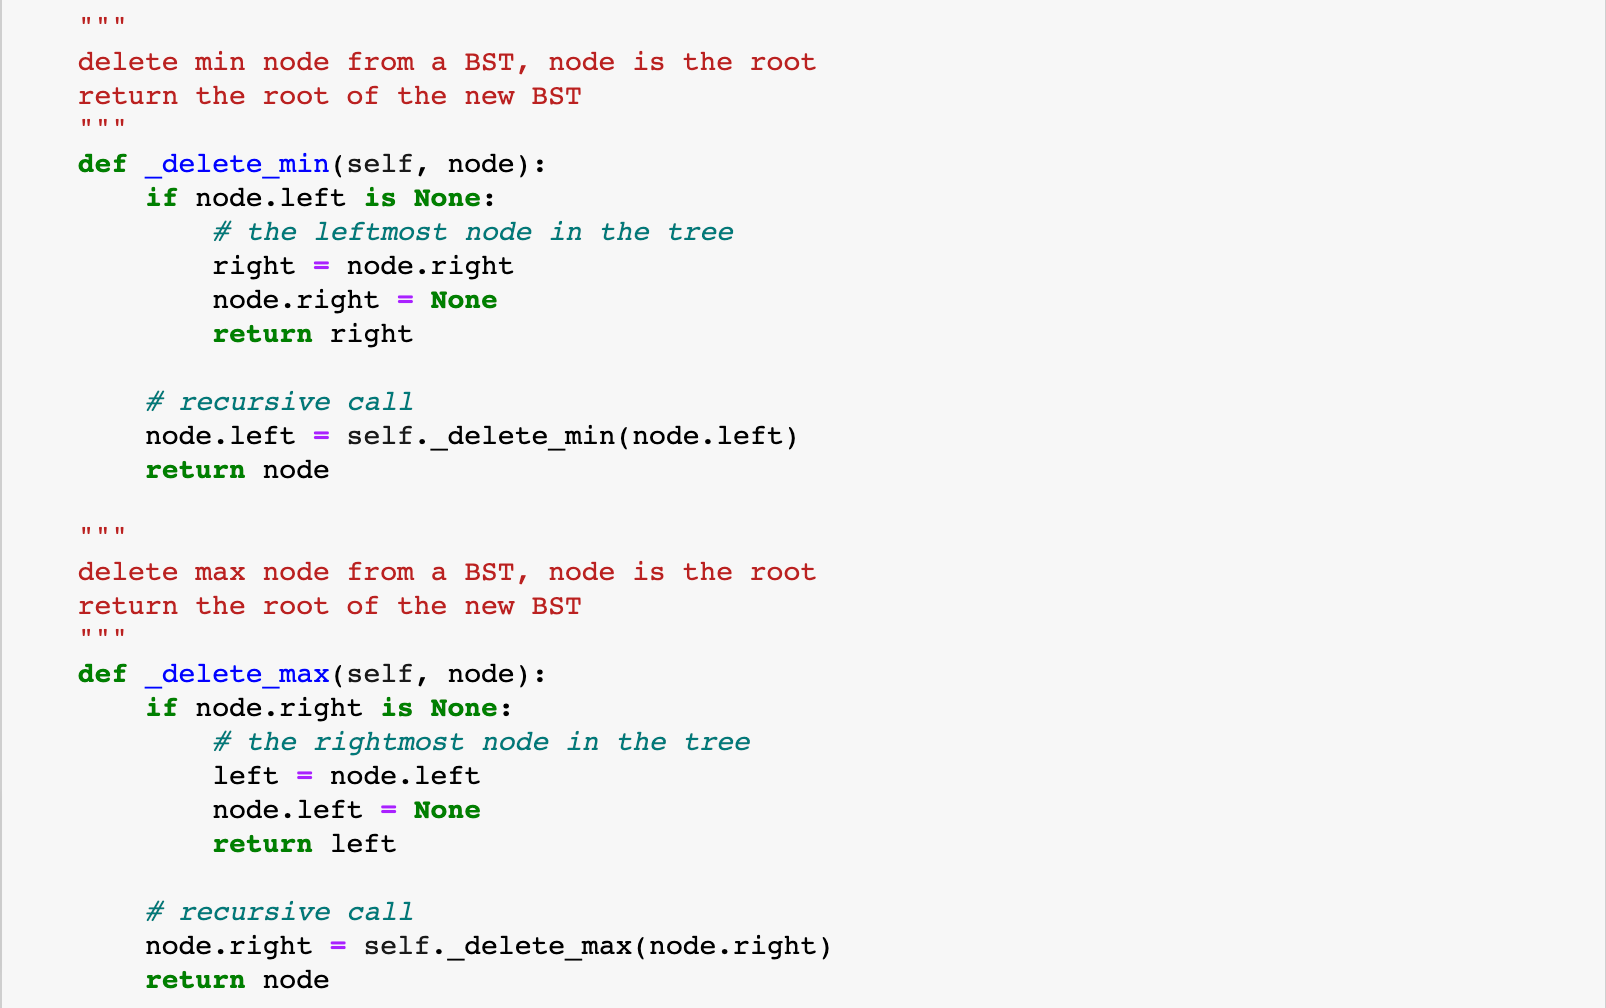 """
delete min node from a BST, node is the root
return the root of the new BST
"""
def _delete_min(self, node):
if node.left is None:
# the leftmost node in the tree
right = node.right
node.right = None
return right
# recursive call
node.left = self._delete_min(node.left)
return node
"""
delete max node from a BST, node is the root
return the root of the new BST
"""
def _delete_max(self, node):
if node.right is None:
# the rightmost node in the tree
left = node.left
node.left = None
return left
# recursive call
node.right = self._delete_max(node.right)
return node